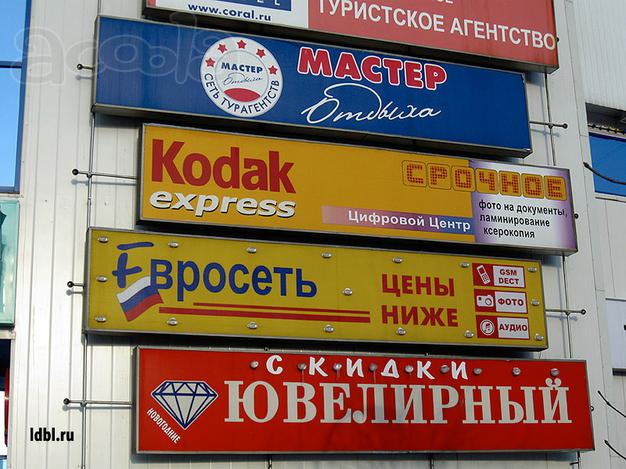 www.coral.ru
ТУРИСТСКОЕ АГЕНТСТВО
МАСТЕР
Отдыха
СЕТЬ ТУРАГЕНТСТВ
МАСТЕР
Отдыха
Kodak
express
СРОЧНОЕ
фото на документы,
ламинирование
ксерокопия
Цифровой Центр
Евросеть
ЦЕНЫ
НИЖЕ
GSM
DECT
ФОТО
АУДИО
СКИДКИ
НОВОГОДНИЕ
ЮВЕЛИРНЫЙ
ldbl.ru